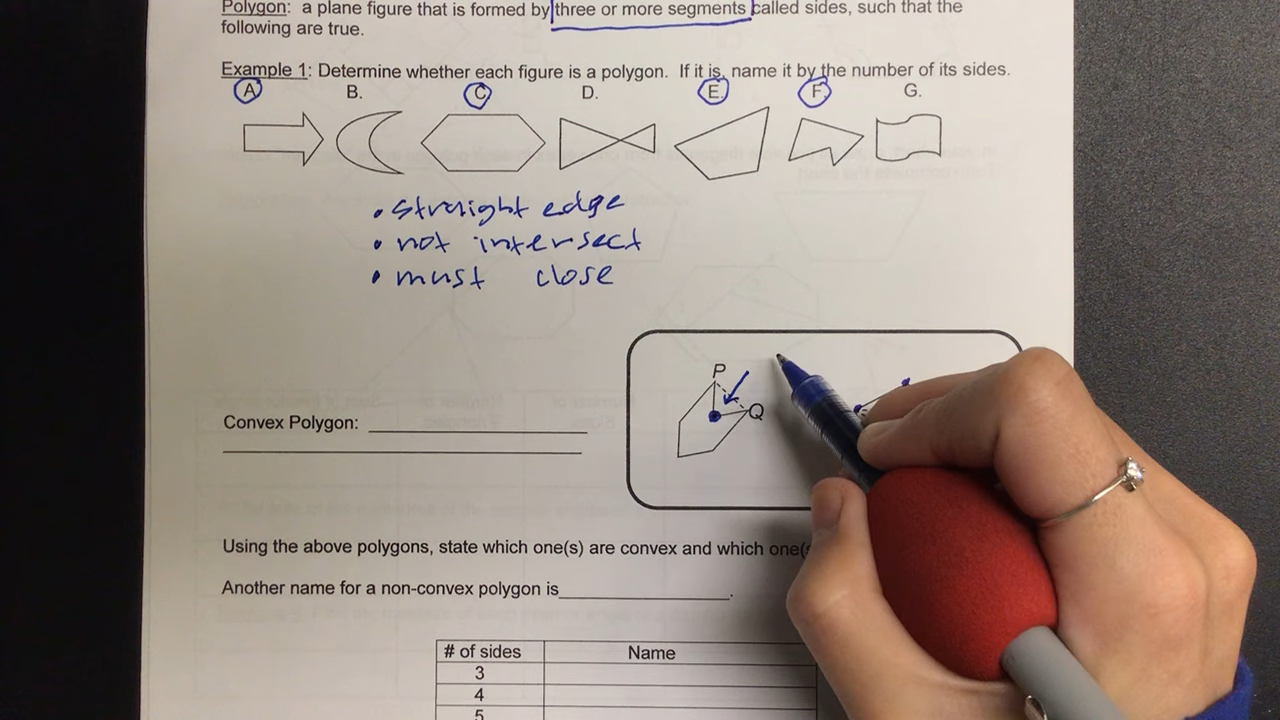 Polygon: a plane figure that is formed by three or more segments called sides, such that the
following are true.
Example 1: Determine whether each figure is a polygon. If it is, name it by the number of its sides.
A. B. C. D. E. F. G.
• straight edge
• not intersect
• must close
P
Q
Convex Polygon: ____________________
Using the above polygons, state which one(s) are convex and which one(s
Another name for a non-convex polygon is________________.
# of sides Name
3
4
5